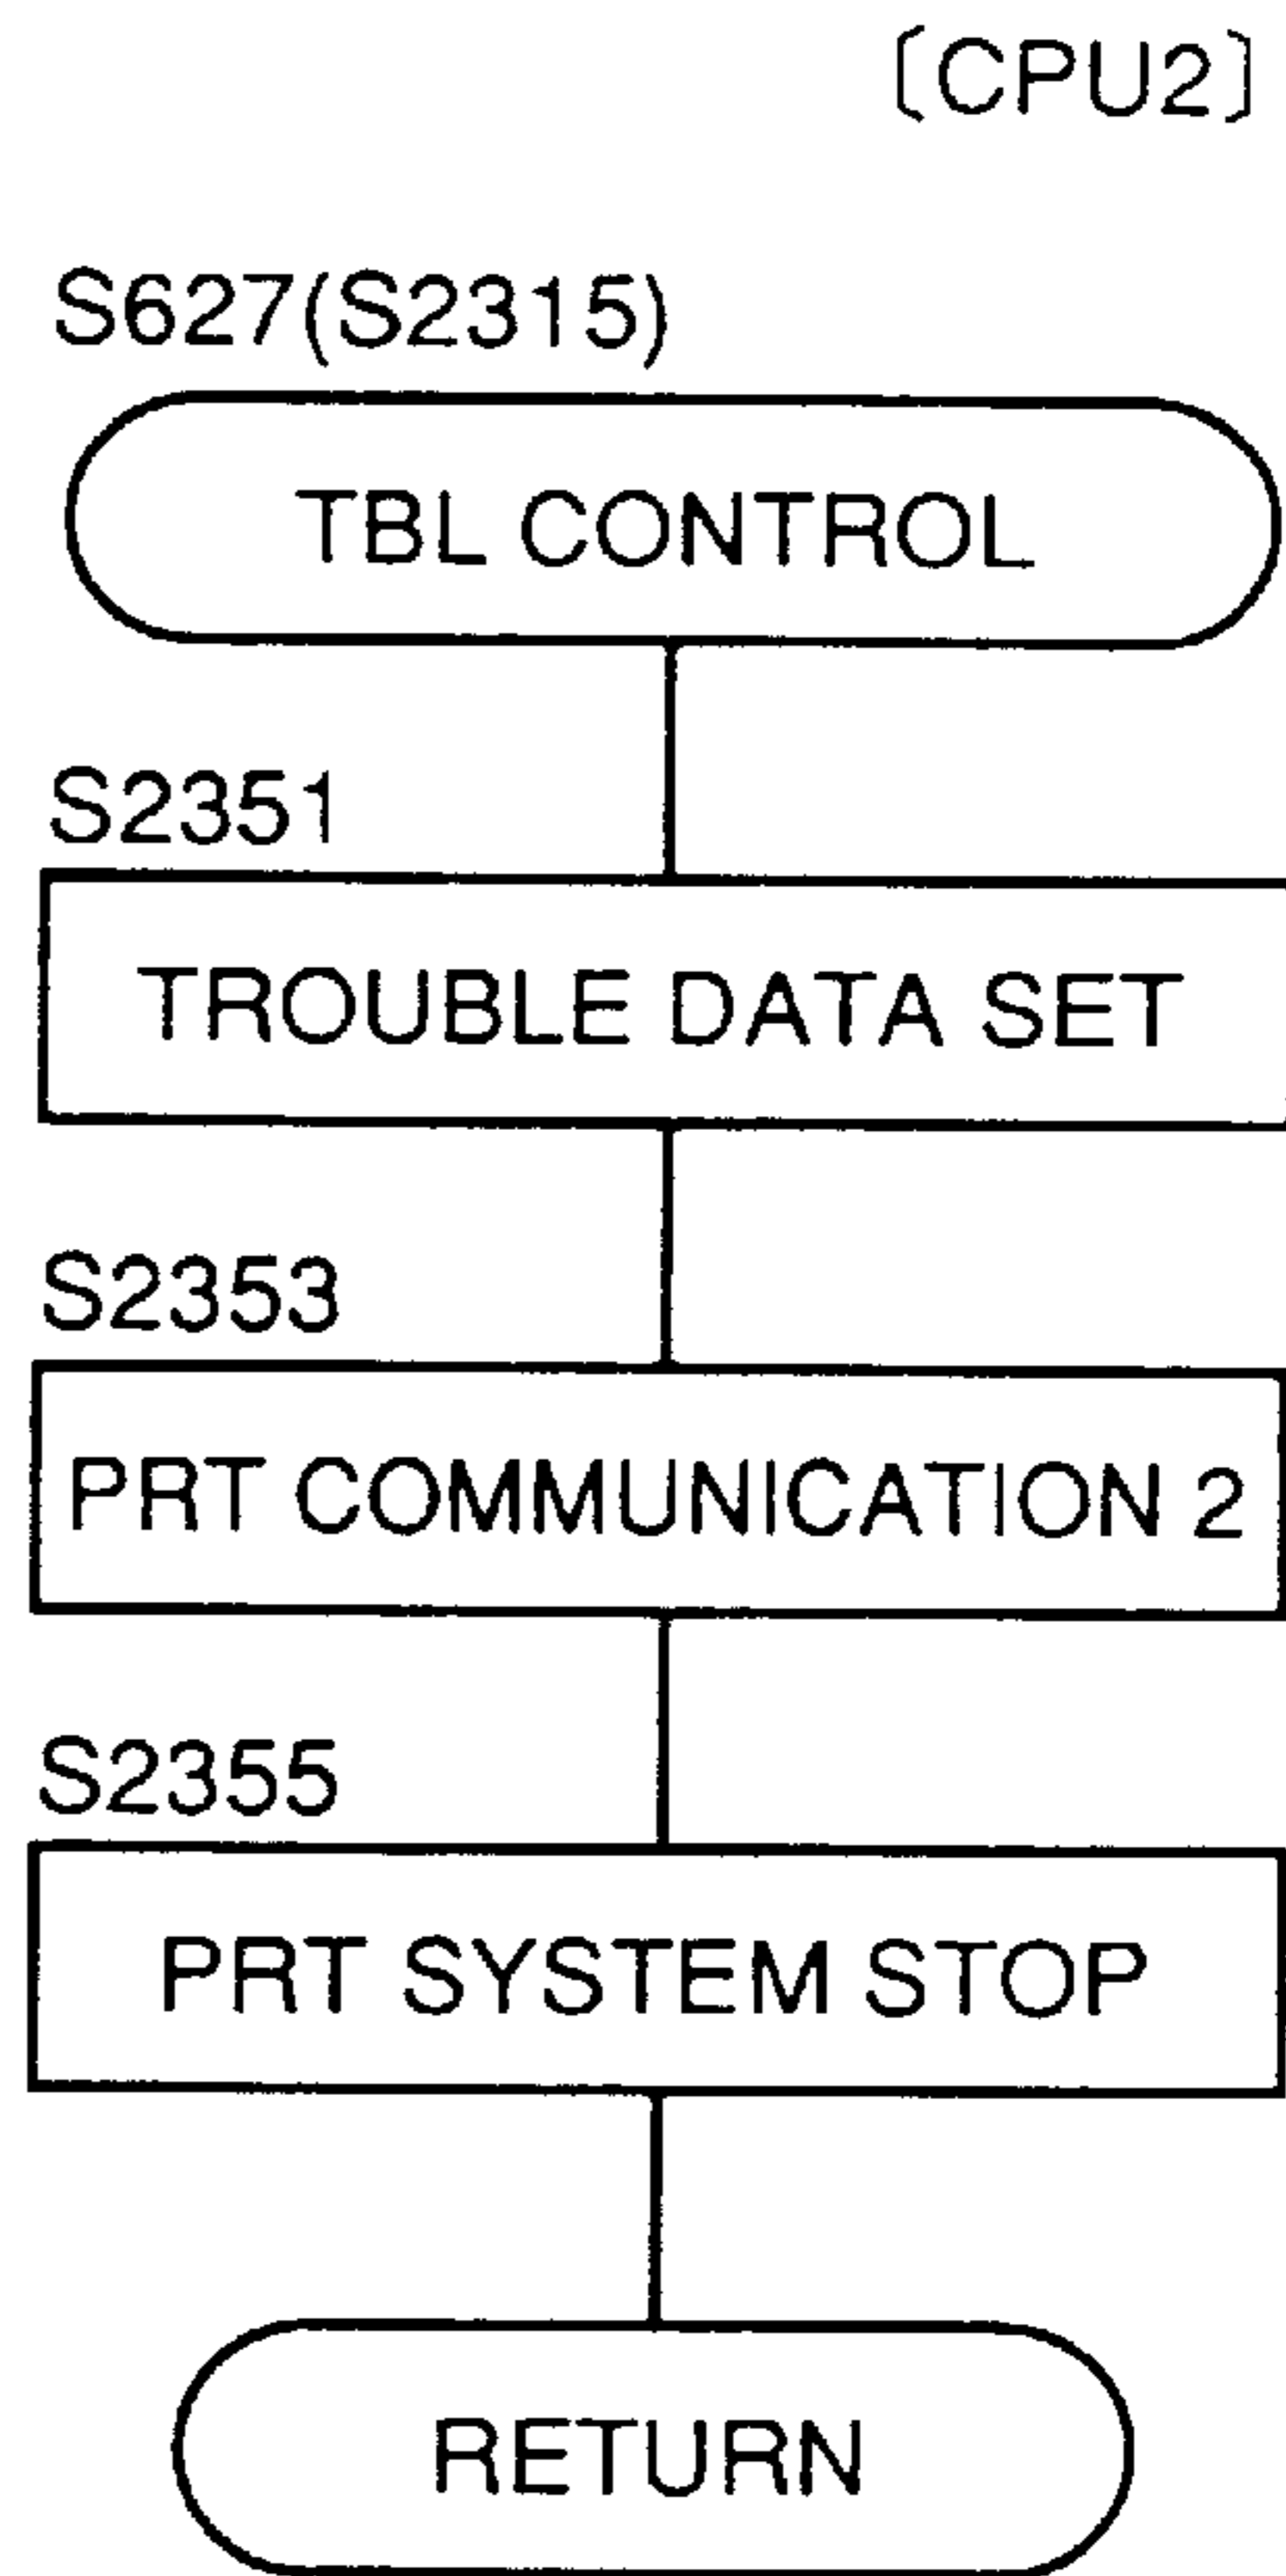 〔CPU2〕
S627(S2315)
TBL CONTROL
S2351
TROUBLE DATA SET
S2353
PRT COMMUNICATION 2
S2355
PRT SYSTEM STOP
RETURN